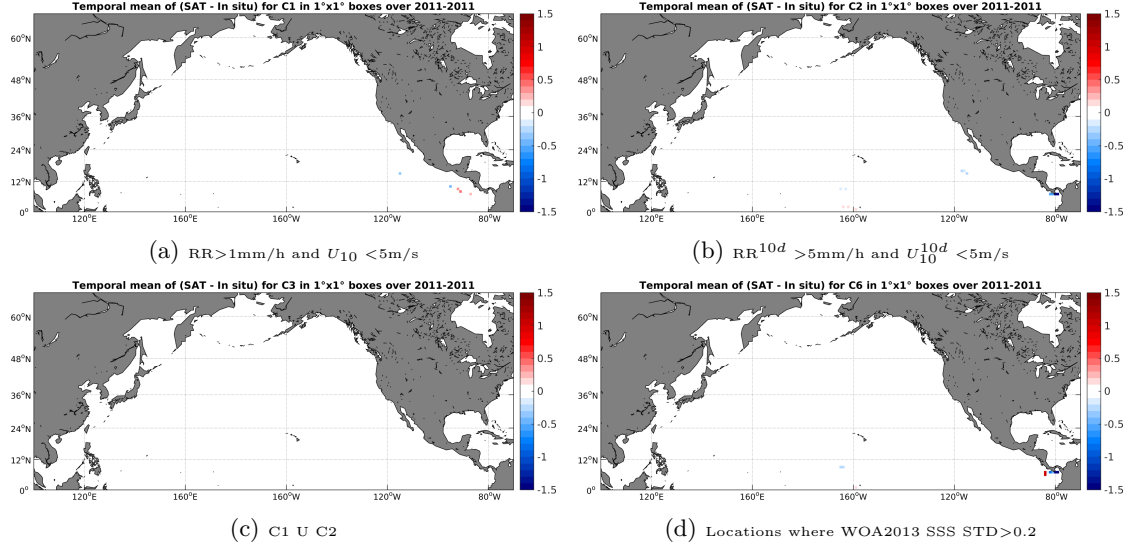 Temporal mean of (SAT - In situ) for C1 in 1°x1° boxes over 2011-2011
60°N
48°N
36°N
24°N
12°N
0°
120°E
160°E
160°W
120°W
80°W
1.5
1
0.5
0
-0.5
-1
-1.5
(a) RR>1mm/h and U10 <5m/s
Temporal mean of (SAT - In situ) for C2 in 1°x1° boxes over 2011-2011
60°N
48°N
36°N
24°N
12°N
0°
120°E
160°E
160°W
120°W
80°W
1.5
1
0.5
0
-0.5
-1
-1.5
(b) RR^10d >5mm/h and U10^10d <5m/s
Temporal mean of (SAT - In situ) for C3 in 1°x1° boxes over 2011-2011
60°N
48°N
36°N
24°N
12°N
0°
120°E
160°E
160°W
120°W
80°W
1.5
1
0.5
0
-0.5
-1
-1.5
(c) C1 U C2
Temporal mean of (SAT - In situ) for C6 in 1°x1° boxes over 2011-2011
60°N
48°N
36°N
24°N
12°N
0°
120°E
160°E
160°W
120°W
80°W
1.5
1
0.5
0
-0.5
-1
-1.5
(d) Locations where WOA2013 SSS STD>0.2